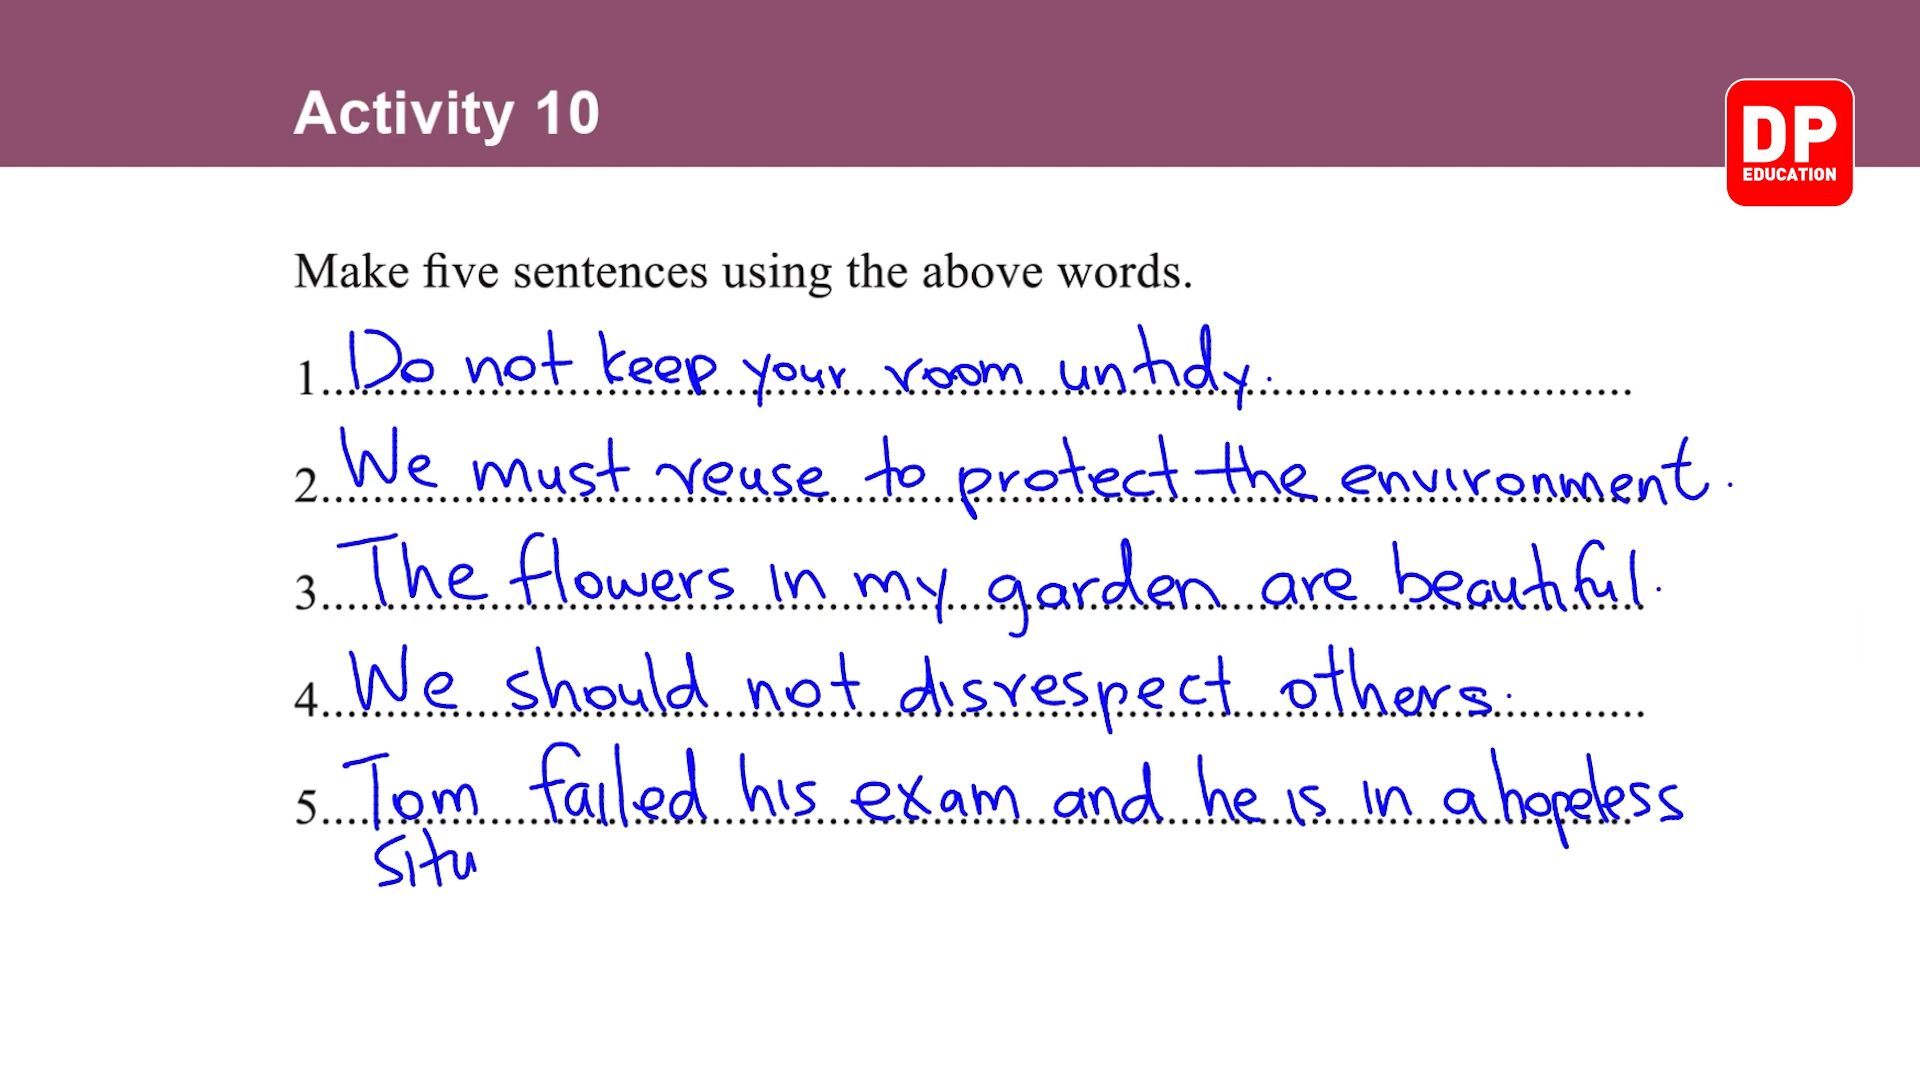 Activity 10
DP
EDUCATION
Make five sentences using the above words.
1. Do not keep your room untidy.
2. We must reuse to protect the environment.
3. The flowers in my garden are beautiful.
4. We should not disrespect others.
5. Tom failed his exam and he is in a hopeless
situ